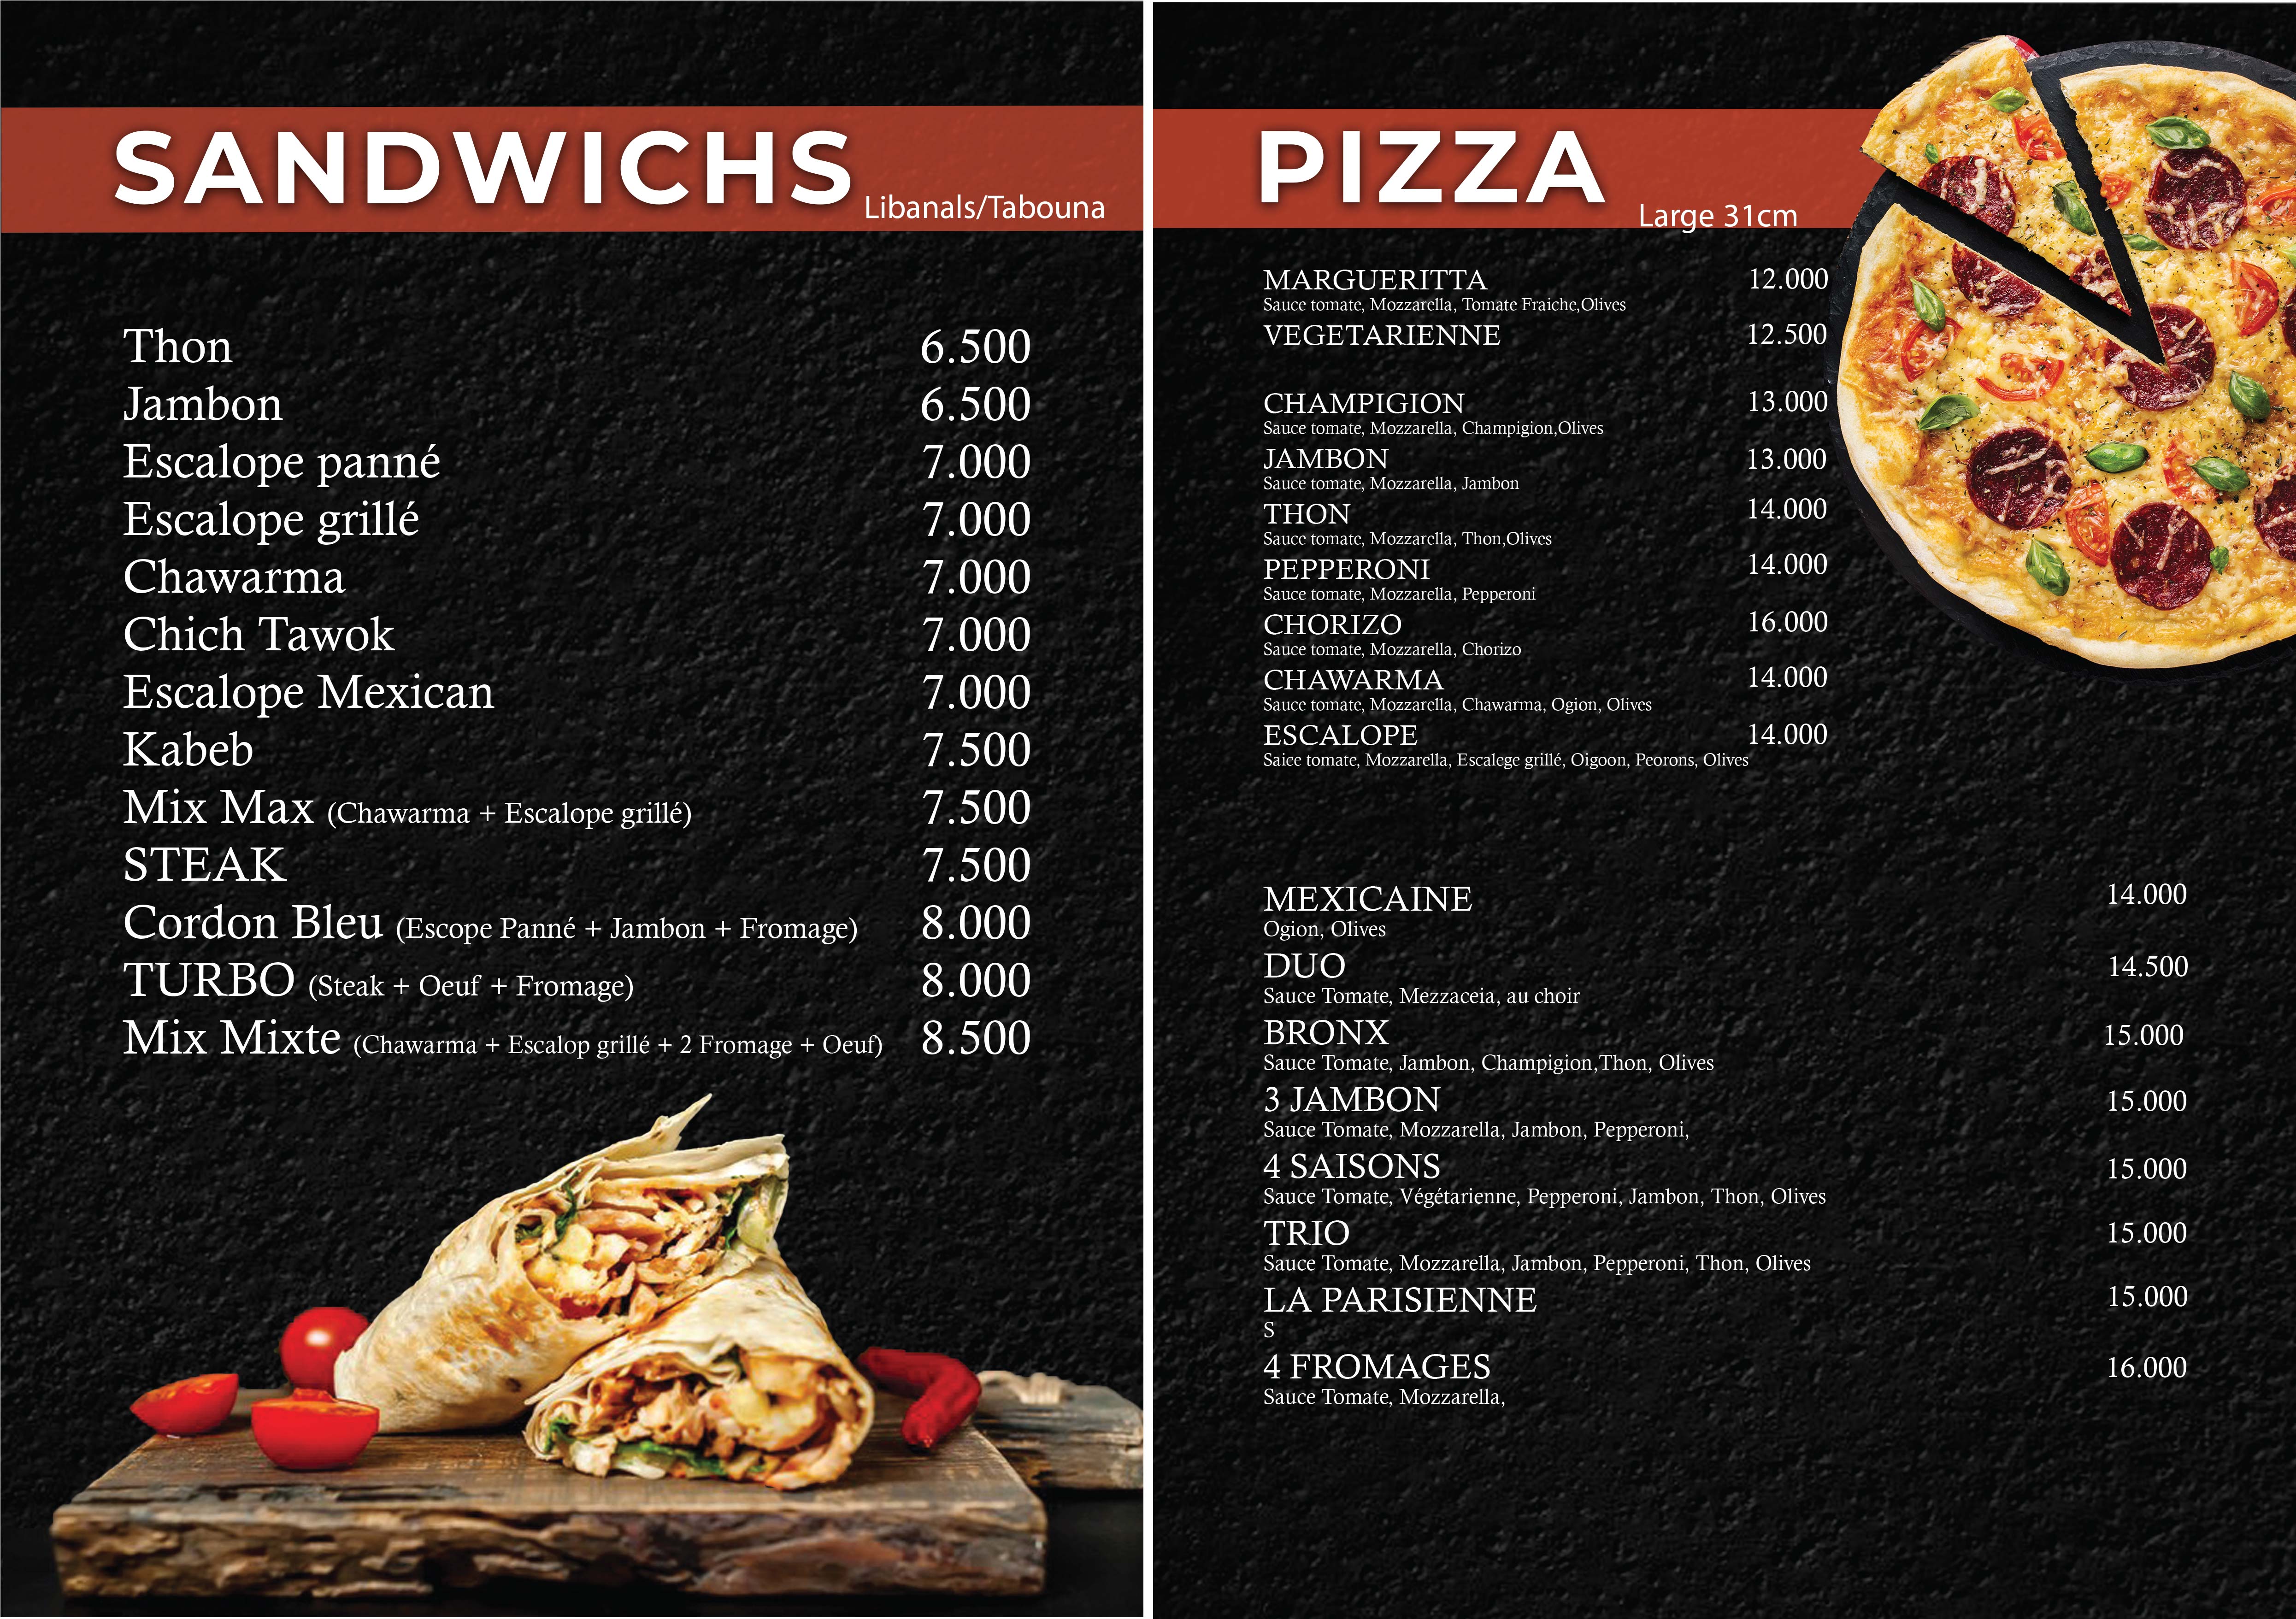 SANDWICHS Libanals/Tabouna
Thon 6.500
Jambon 6.500
Escalope panné 7.000
Escalope grillé 7.000
Chawarma 7.000
Chich Tawok 7.000
Escalope Mexican 7.000
Kabeb 7.500
Mix Max (Chawarma + Escalope grillé) 7.500
STEAK 7.500
Cordon Bleu (Escope Panné + Jambon + Fromage) 8.000
TURBO (Steak + Oeuf + Fromage) 8.000
Mix Mixte (Chawarma + Escalop grillé + 2 Fromage + Oeuf) 8.500
PIZZA Large 31cm
MARGUERITTA 12.000
Sauce tomate, Mozzarella, Tomate Fraiche,Olives
VEGETARIENNE 12.500
CHAMPIGION 13.000
Sauce tomate, Mozzarella, Champigion,Olives
JAMBON 13.000
Sauce tomate, Mozzarella, Jambon
THON 14.000
Sauce tomate, Mozzarella, Thon,Olives
PEPPERONI 14.000
Sauce tomate, Mozzarella, Pepperoni
CHORIZO 16.000
Sauce tomate, Mozzarella, Chorizo
CHAWARMA 14.000
Sauce tomate, Mozzarella, Chawarma, Ogion, Olives
ESCALOPE 14.000
Saice tomate, Mozzarella, Escalege grillé, Oigoon, Peorons, Olives
MEXICAINE 14.000
Ogion, Olives
DUO 14.500
Sauce Tomate, Mezzaceia, au choir
BRONX 15.000
Sauce Tomate, Jambon, Champigion,Thon, Olives
3 JAMBON 15.000
Sauce Tomate, Mozzarella, Jambon, Pepperoni,
4 SAISONS 15.000
Sauce Tomate, Végétarienne, Pepperoni, Jambon, Thon, Olives
TRIO 15.000
Sauce Tomate, Mozzarella, Jambon, Pepperoni, Thon, Olives
LA PARISIENNE 15.000
S
4 FROMAGES 16.000
Sauce Tomate, Mozzarella,